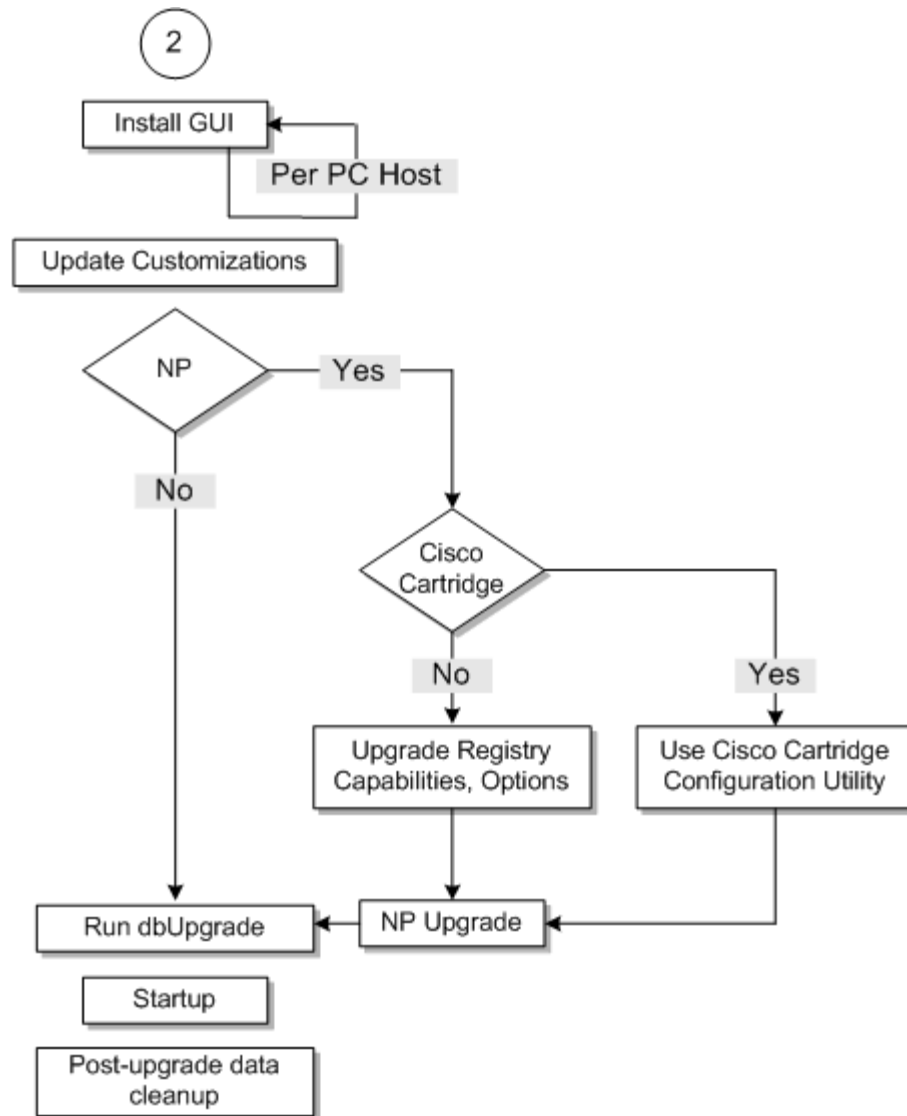 2
Install GUI
Per PC Host
Update Customizations
NP
Yes
No
Cisco
Cartridge
No
Yes
Upgrade Registry
Capabilities, Options
Use Cisco Cartridge
Configuration Utility
Run dbUpgrade
NP Upgrade
Startup
Post-upgrade data
cleanup